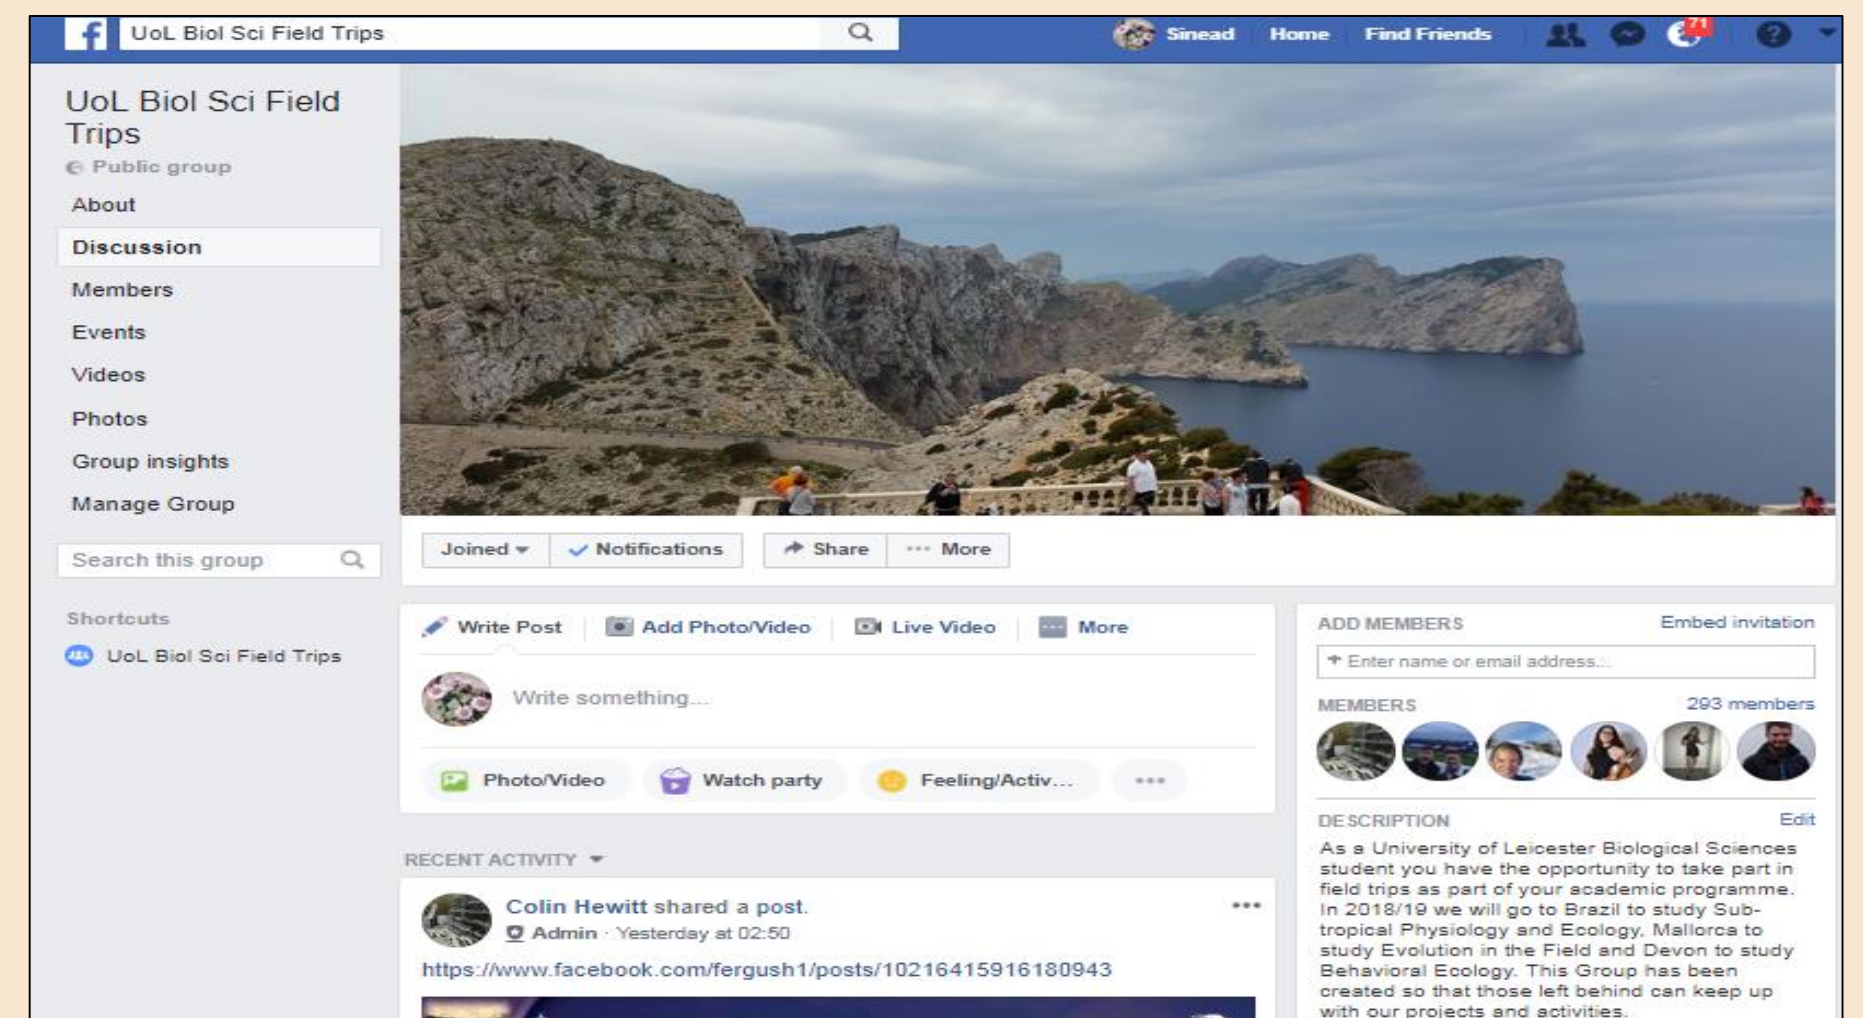 UoL Biol Sci Field Trips
Sinead Home Find Friends 71
UoL Biol Sci Field
Trips
Public group
About
Discussion
Members
Events
Videos
Photos
Group insights
Manage Group
Search this group
Shortcuts
UoL Biol Sci Field Trips
Joined Notifications Share More
Write Post Add Photo/Video Live Video More
Write something...
Photo/Video Watch party Feeling/Activ...
RECENT ACTIVITY
Colin Hewitt shared a post.
Admin · Yesterday at 02:50
https://www.facebook.com/fergush1/posts/10216415916180943
ADD MEMBERS Embed invitation
+ Enter name or email address...
MEMBERS 293 members
DESCRIPTION Edit
As a University of Leicester Biological Sciences
student you have the opportunity to take part in
field trips as part of your academic programme.
In 2018/19 we will go to Brazil to study Sub-
tropical Physiology and Ecology, Mallorca to
study Evolution in the Field and Devon to study
Behavioral Ecology. This Group has been
created so that those left behind can keep up
with our projects and activities.